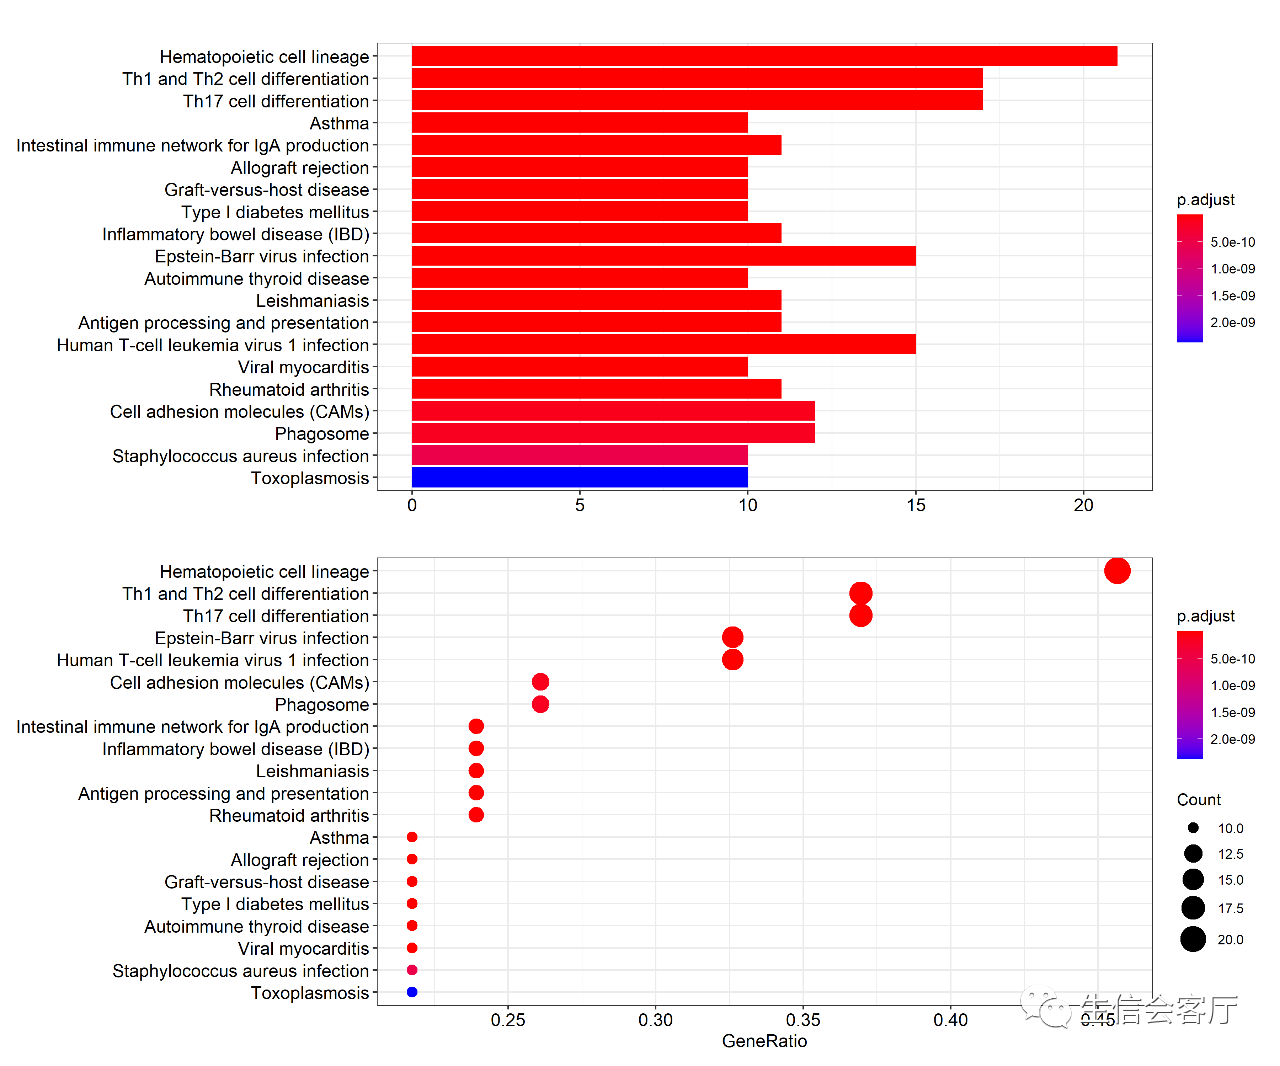 Hematopoietic cell lineage
Th1 and Th2 cell differentiation
Th17 cell differentiation
Asthma
Intestinal immune network for IgA production
Allograft rejection
Graft-versus-host disease
Type I diabetes mellitus
Inflammatory bowel disease (IBD)
Epstein-Barr virus infection
Autoimmune thyroid disease
Leishmaniasis
Antigen processing and presentation
Human T-cell leukemia virus 1 infection
Viral myocarditis
Rheumatoid arthritis
Cell adhesion molecules (CAMs)
Phagosome
Staphylococcus aureus infection
Toxoplasmosis
0 5 10 15 20
p.adjust
5.0e-10
1.0e-09
1.5e-09
2.0e-09
Hematopoietic cell lineage
Th1 and Th2 cell differentiation
Th17 cell differentiation
Epstein-Barr virus infection
Human T-cell leukemia virus 1 infection
Cell adhesion molecules (CAMs)
Phagosome
Intestinal immune network for IgA production
Inflammatory bowel disease (IBD)
Leishmaniasis
Antigen processing and presentation
Rheumatoid arthritis
Asthma
Allograft rejection
Graft-versus-host disease
Type I diabetes mellitus
Autoimmune thyroid disease
Viral myocarditis
Staphylococcus aureus infection
Toxoplasmosis
0.25 0.30 0.35 0.40 0.45
GeneRatio
p.adjust
5.0e-10
1.0e-09
1.5e-09
2.0e-09
Count
10.0
12.5
15.0
17.5
20.0
生信会客厅